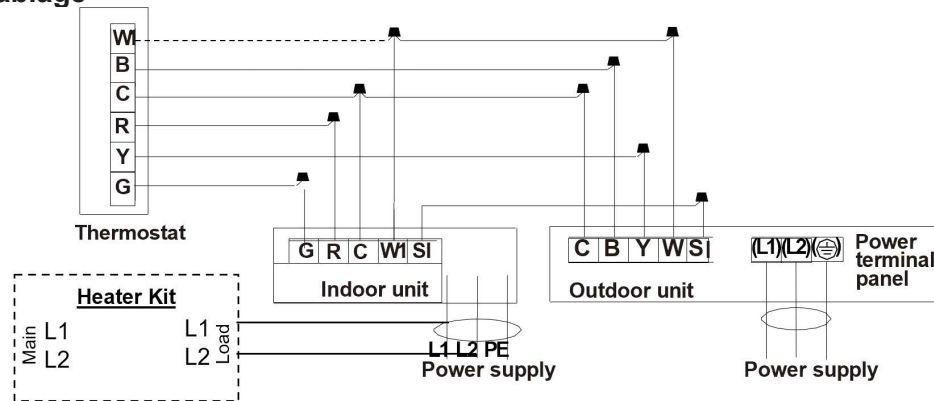 W1
B
C
R
Y
G
Thermostat
G R C W1 SI
Indoor unit
C B Y W SI
Outdoor unit
(L1) (L2) (⏚)
Power
terminal
panel
Heater Kit
Main
L1
L2
L1
L2
Load
L1 L2 PE
Power supply
Power supply